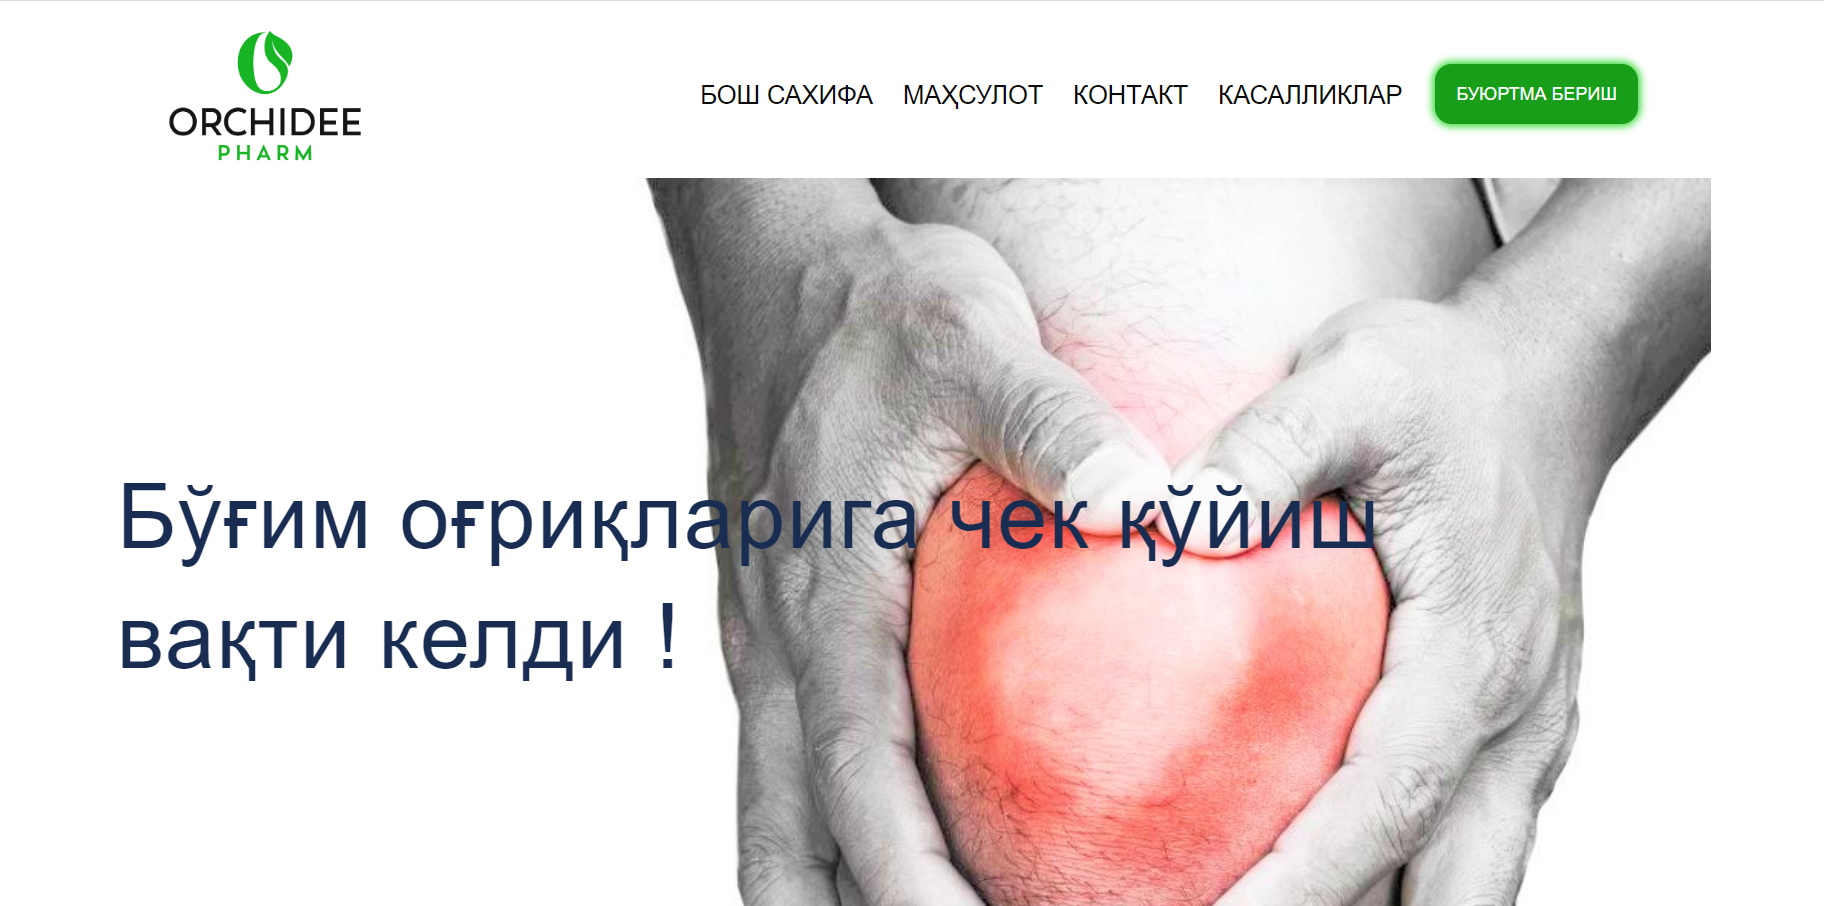 ORCHIDEE
PHARM
БОШ САХИФА МАҲСУЛОТ КОНТАКТ КАСАЛЛИКЛАР БУЮРТМА БЕРИШ
Бўғим оғриқларига чек қўйиш
вақти келди !